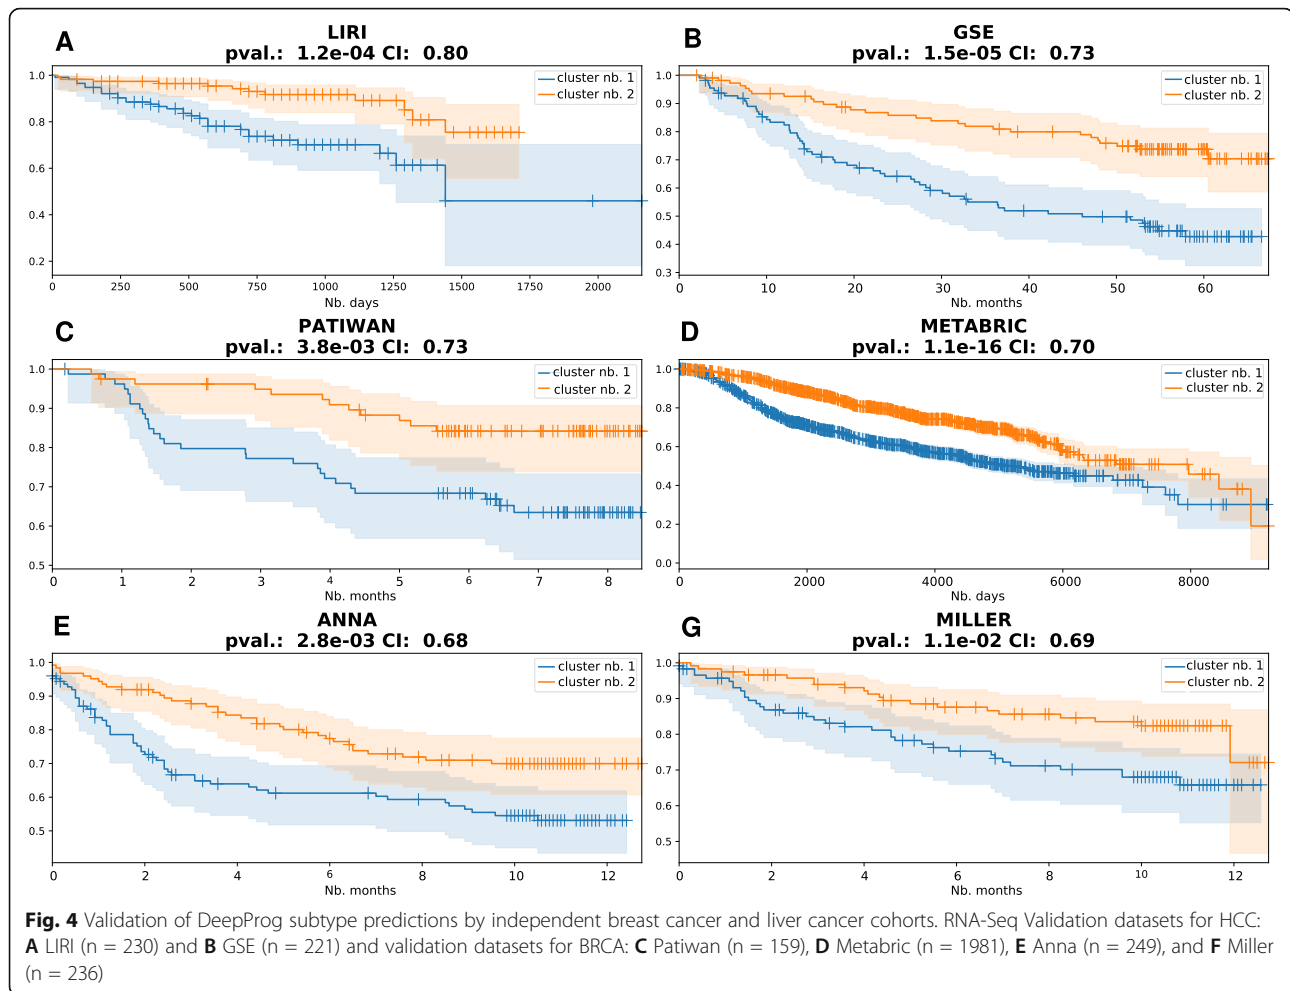 A
LIRI
pval.: 1.2e-04 CI: 0.80
cluster nb. 1
cluster nb. 2
1.0
0.8
0.6
0.4
0.2
0 250 500 750 1000 1250 1500 1750 2000
Nb. days
B
GSE
pval.: 1.5e-05 CI: 0.73
cluster nb. 1
cluster nb. 2
1.0
0.9
0.8
0.7
0.6
0.5
0.4
0.3
0 10 20 30 40 50 60
Nb. months
C
PATIWAN
pval.: 3.8e-03 CI: 0.73
cluster nb. 1
cluster nb. 2
1.0
0.9
0.8
0.7
0.6
0.5
0 1 2 3 4 5 6 7 8
Nb. months
D
METABRIC
pval.: 1.1e-16 CI: 0.70
cluster nb. 1
cluster nb. 2
1.0
0.8
0.6
0.4
0.2
0.0
0 2000 4000 6000 8000
Nb. days
E
ANNA
pval.: 2.8e-03 CI: 0.68
cluster nb. 1
cluster nb. 2
1.0
0.9
0.8
0.7
0.6
0.5
0 2 4 6 8 10 12
Nb. months
G
MILLER
pval.: 1.1e-02 CI: 0.69
cluster nb. 1
cluster nb. 2
1.0
0.9
0.8
0.7
0.6
0.5
0 2 4 6 8 10 12
Nb. months
Fig. 4 Validation of DeepProg subtype predictions by independent breast cancer and liver cancer cohorts. RNA-Seq Validation datasets for HCC:
A LIRI (n = 230) and B GSE (n = 221) and validation datasets for BRCA: C Patiwan (n = 159), D Metabric (n = 1981), E Anna (n = 249), and F Miller
(n = 236)